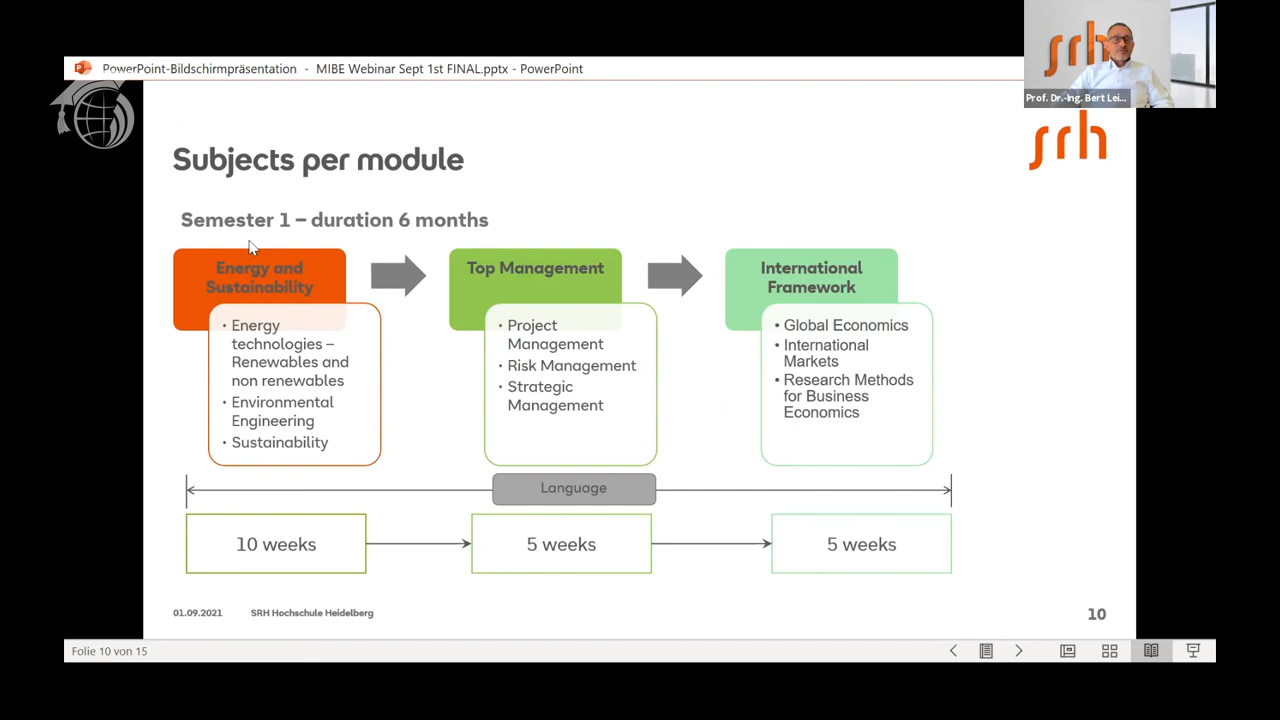 PowerPoint-Bildschirmpräsentation - MIBE Webinar Sept 1st FINAL.pptx - PowerPoint
srh
Prof. Dr.-Ing. Bert Lei...
srh
Subjects per module
Semester 1 – duration 6 months
Energy and
Sustainability
• Energy
technologies –
Renewables and
non renewables
• Environmental
Engineering
• Sustainability
Top Management
• Project
Management
• Risk Management
• Strategic
Management
International
Framework
• Global Economics
• International
Markets
• Research Methods
for Business
Economics
Language
10 weeks
5 weeks
5 weeks
01.09.2021
SRH Hochschule Heidelberg
10
Folie 10 von 15